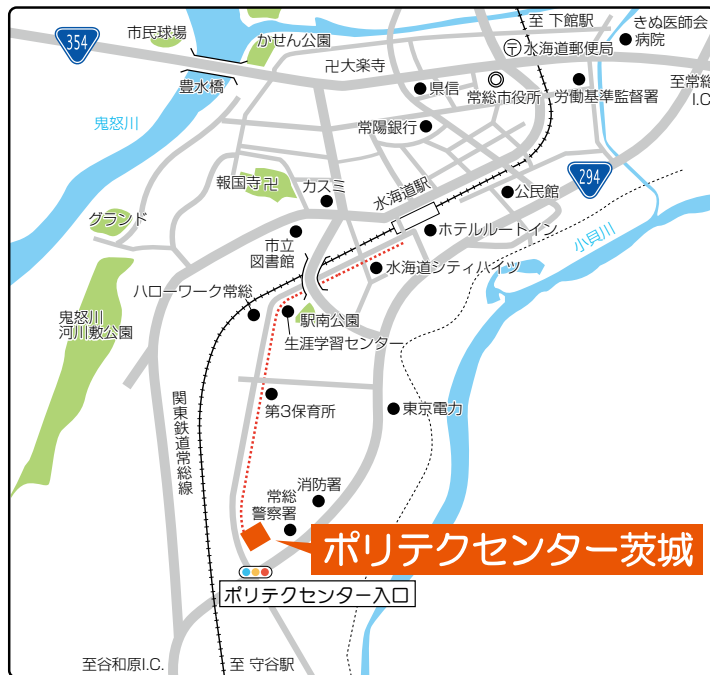 至 下館駅
きぬ医師会
病院
354
市民球場
かせん公園
卍大楽寺
〒水海道郵便局
豊水橋
県信
常総市役所
労働基準監督署
至常総
I.C
鬼怒川
常陽銀行
294
報国寺卍
カスミ
水海道駅
公民館
グランド
市立
図書館
ホテルルートイン
小貝川
水海道シティハイツ
ハローワーク常総
鬼怒川
河川敷公園
駅南公園
生涯学習センター
関東鉄道常総線
第3保育所
東京電力
消防署
常総
警察署
ポリテクセンター茨城
ポリテクセンター入口
至谷和原I.C.
至 守谷駅